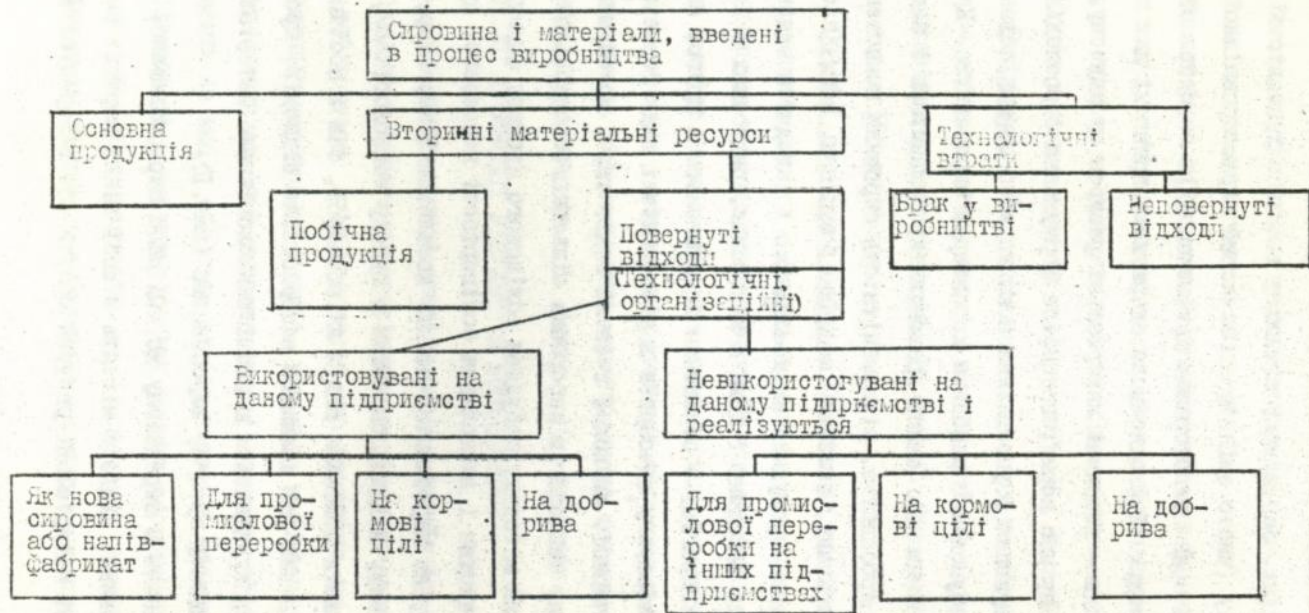 Сировина і матеріали, введені
в процес виробництва
Основна
продукція
Вторинні матеріальні ресурси
Технологічні
втрати
Побічна
продукція
Повернуті
відходи
(Технологічні,
організаційні)
Брак у ви-
робництві
Неповернуті
відходи
Використовувані на
даному підприємстві
Невикористовувані на
даному підприємстві і
реалізуються
Як нова
сировина
або напів-
фабрикат
Для про-
мислової
переробки
На кор-
мові
цілі
На доб-
рива
Для промис-
лової пере-
робки на
інших під-
приємствах
На кормо-
ві цілі
На доб-
рива